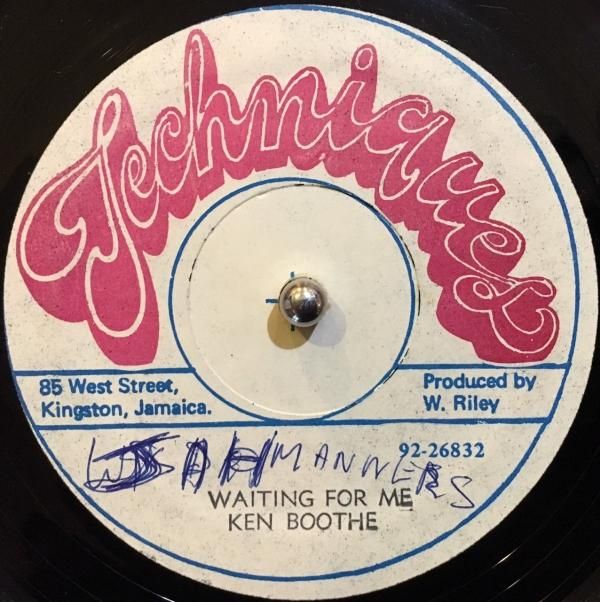 Techniques
85 West Street,
Kingston, Jamaica.
Produced by
W. Riley
92-26832
MANNERS
WAITING FOR ME
KEN BOOTHE